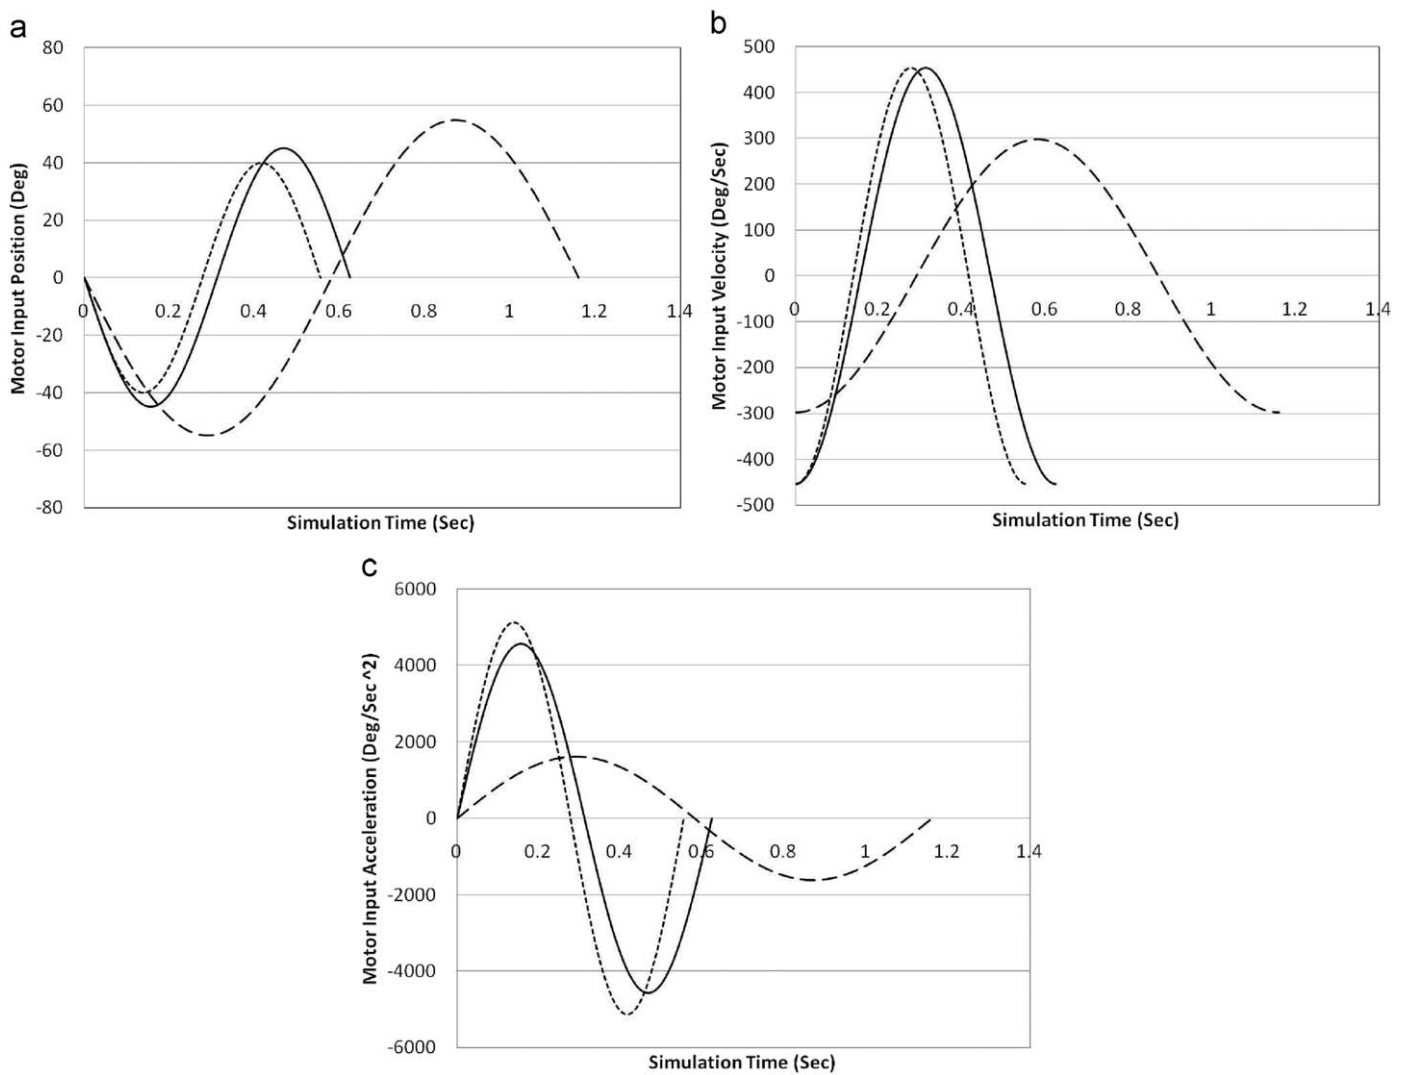 a
80
60
40
20
0
-20
-40
-60
-80
0 0.2 0.4 0.6 0.8 1 1.2 1.4
Motor Input Position (Deg)
Simulation Time (Sec)
b
500
400
300
200
100
0
-100
-200
-300
-400
-500
0 0.2 0.4 0.6 0.8 1 1.2 1.4
Motor Input Velocity (Deg/Sec)
Simulation Time (Sec)
c
6000
4000
2000
0
-2000
-4000
-6000
0 0.2 0.4 0.6 0.8 1 1.2 1.4
Motor Input Acceleration (Deg/Sec^2)
Simulation Time (Sec)